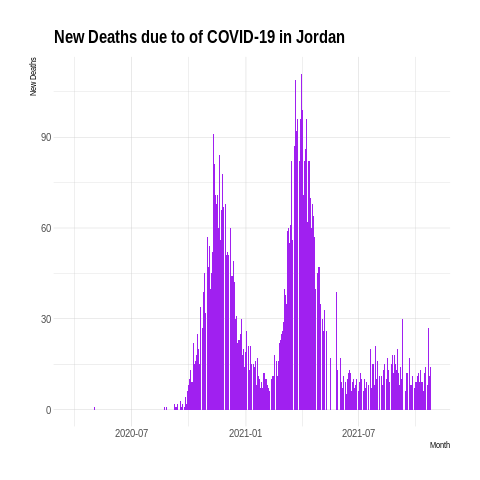 New Deaths due to of COVID-19 in Jordan
New Deaths
90
60
30
0
2020-07
2021-01
2021-07
Month